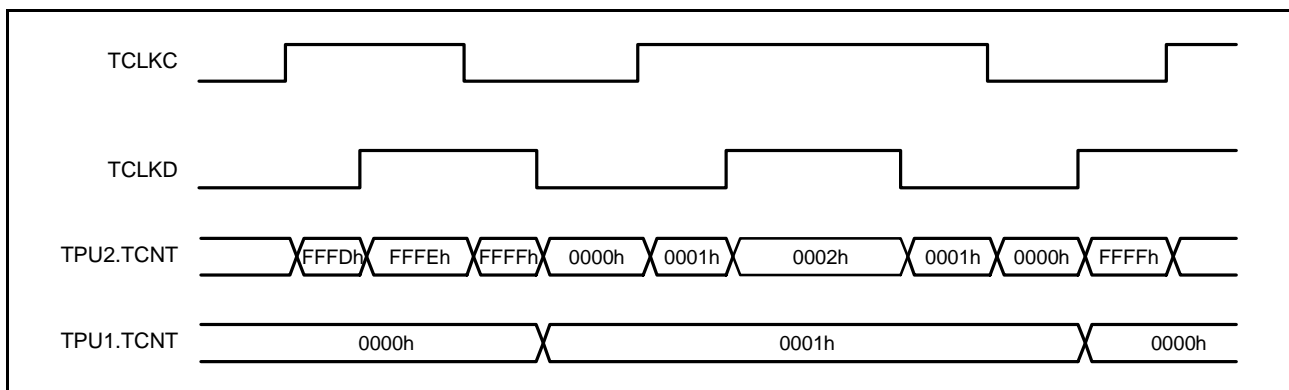 TCLKC
TCLKD
TPU2.TCNT FFFDh FFFEh FFFFh 0000h 0001h 0002h 0001h 0000h FFFFh
TPU1.TCNT 0000h 0001h 0000h